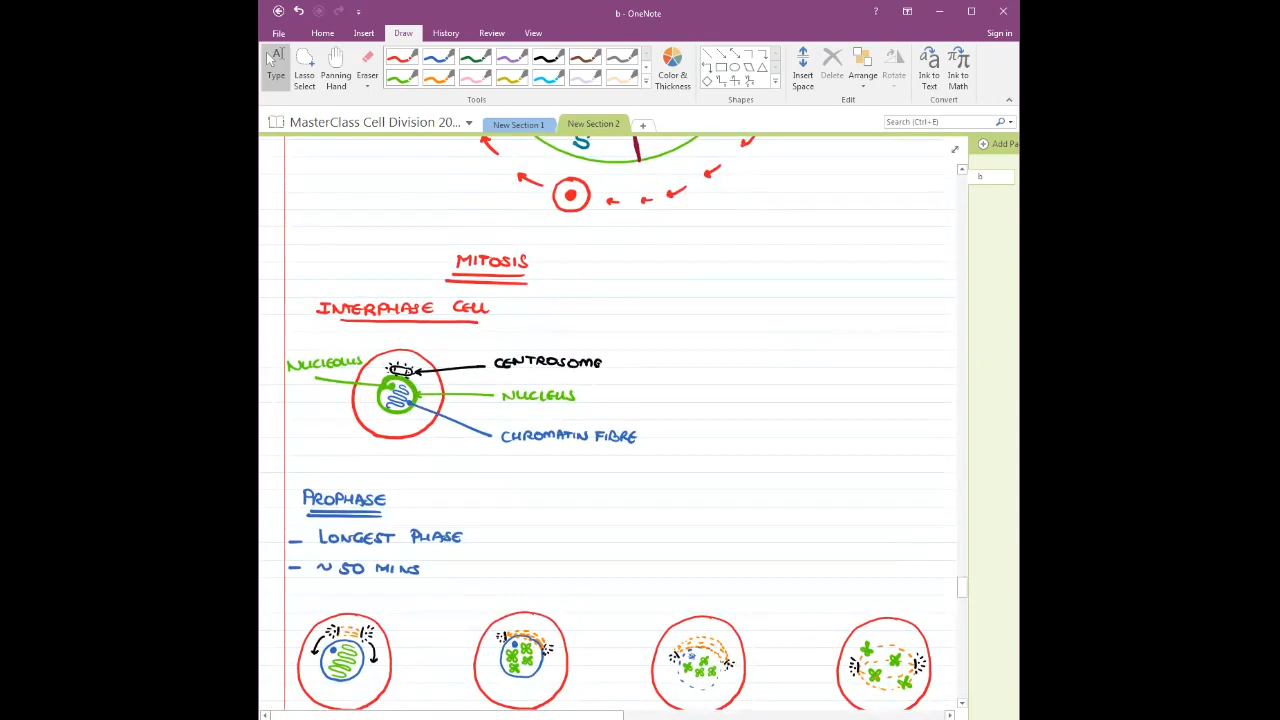 b - OneNote
? 
Sign in
File Home Insert Draw History Review View
Type
Lasso Select
Panning Hand
Eraser
Color & Thickness
Insert Space
Delete
Arrange
Rotate
Ink to Text
Ink to Math
Tools
Shapes
Edit
Convert
MasterClass Cell Division 20...
New Section 1
New Section 2
Search (Ctrl+E)
Add Pa
b
S
MITOSIS
INTERPHASE CELL
NUCLEOLUS
CENTROSOME
NUCLEUS
CHROMATIN FIBRE
PROPHASE
- LONGEST PHASE
- ~ 50 MINS